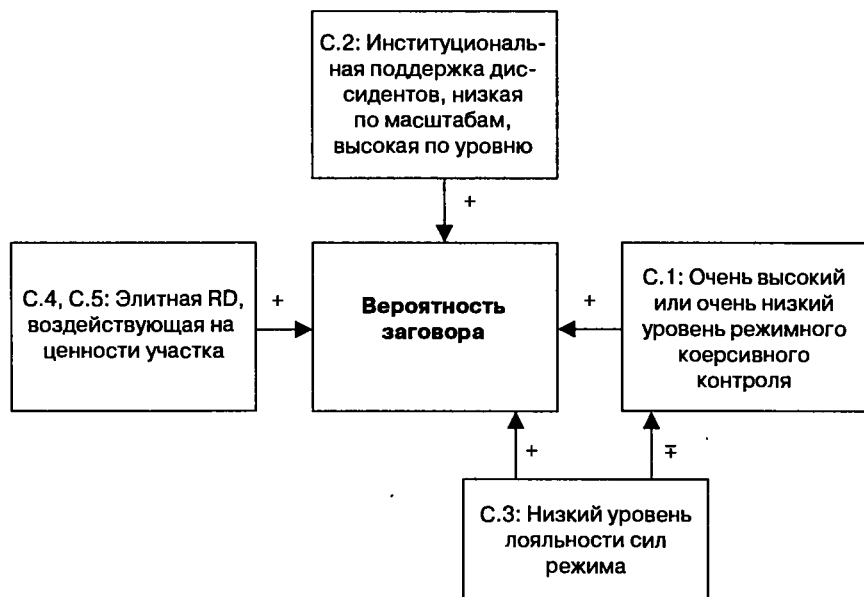 С.2: Институциональ-
ная поддержка дис-
сидентов, низкая
по масштабам,
высокая по уровню
+
С.4, С.5: Элитная RD,
воздействующая на
ценности участка
+
Вероятность
заговора
+
С.1: Очень высокий
или очень низкий
уровень режимного
коерсивного
контроля
+
∓
С.3: Низкий уровень
лояльности сил
режима